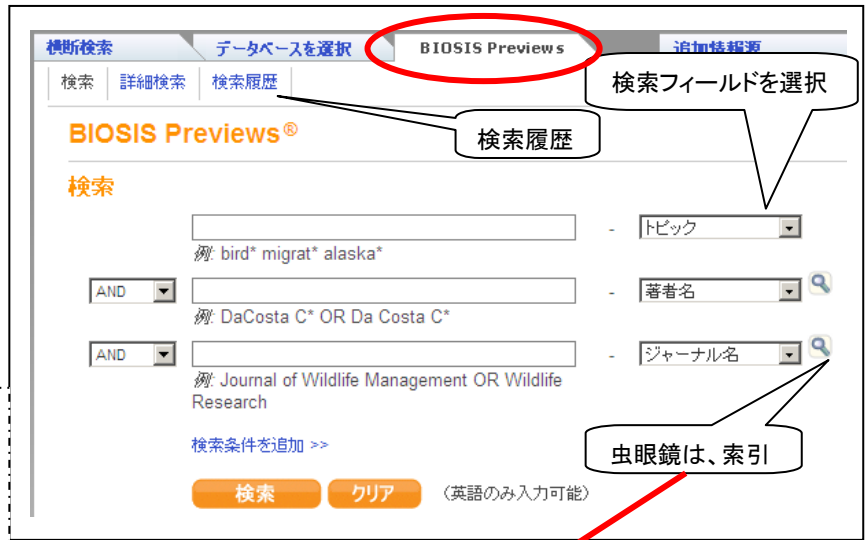 横断検索 データベースを選択 BIOSIS Previews 追加情報源
検索 詳細検索 検索履歴
検索フィールドを選択
検索履歴
BIOSIS Previews®
検索
- トピック
例: bird* migrat* alaska*
AND - 著者名
例: DaCosta C* OR Da Costa C*
AND - ジャーナル名
例: Journal of Wildlife Management OR Wildlife
Research
検索条件を追加 >>
虫眼鏡は、索引
検索 クリア (英語のみ入力可能)